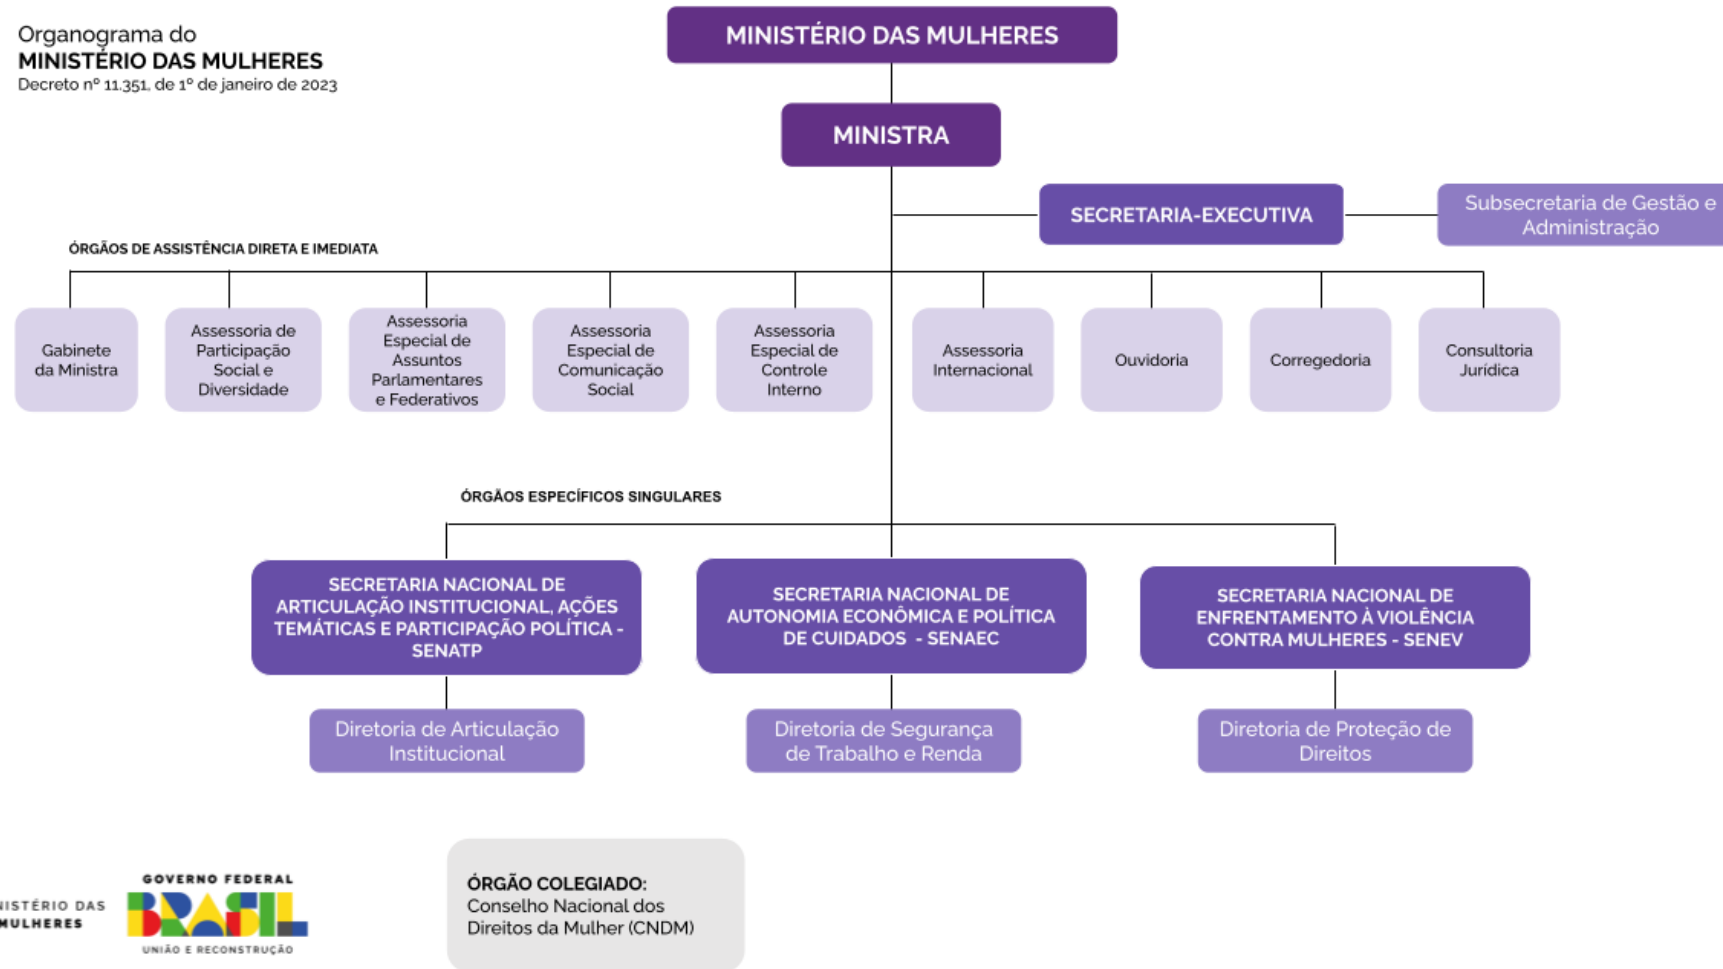 Organograma do
MINISTÉRIO DAS MULHERES
Decreto nº 11.351, de 1º de janeiro de 2023
MINISTÉRIO DAS MULHERES
MINISTRA
SECRETARIA-EXECUTIVA
Subsecretaria de Gestão e
Administração
ÓRGÃOS DE ASSISTÊNCIA DIRETA E IMEDIATA
Gabinete
da Ministra
Assessoria de
Participação
Social e
Diversidade
Assessoria
Especial de
Assuntos
Parlamentares
e Federativos
Assessoria
Especial de
Comunicação
Social
Assessoria
Especial de
Controle
Interno
Assessoria
Internacional
Ouvidoria
Corregedoria
Consultoria
Jurídica
ÓRGÃOS ESPECÍFICOS SINGULARES
SECRETARIA NACIONAL DE
ARTICULAÇÃO INSTITUCIONAL, AÇÕES
TEMÁTICAS E PARTICIPAÇÃO POLÍTICA -
SENATP
SECRETARIA NACIONAL DE
AUTONOMIA ECONÔMICA E POLÍTICA
DE CUIDADOS - SENAEC
SECRETARIA NACIONAL DE
ENFRENTAMENTO À VIOLÊNCIA
CONTRA MULHERES - SENEV
Diretoria de Articulação
Institucional
Diretoria de Segurança
de Trabalho e Renda
Diretoria de Proteção de
Direitos
NISTÉRIO DAS
MULHERES
GOVERNO FEDERAL
BRASIL
UNIÃO E RECONSTRUÇÃO
ÓRGÃO COLEGIADO:
Conselho Nacional dos
Direitos da Mulher (CNDM)